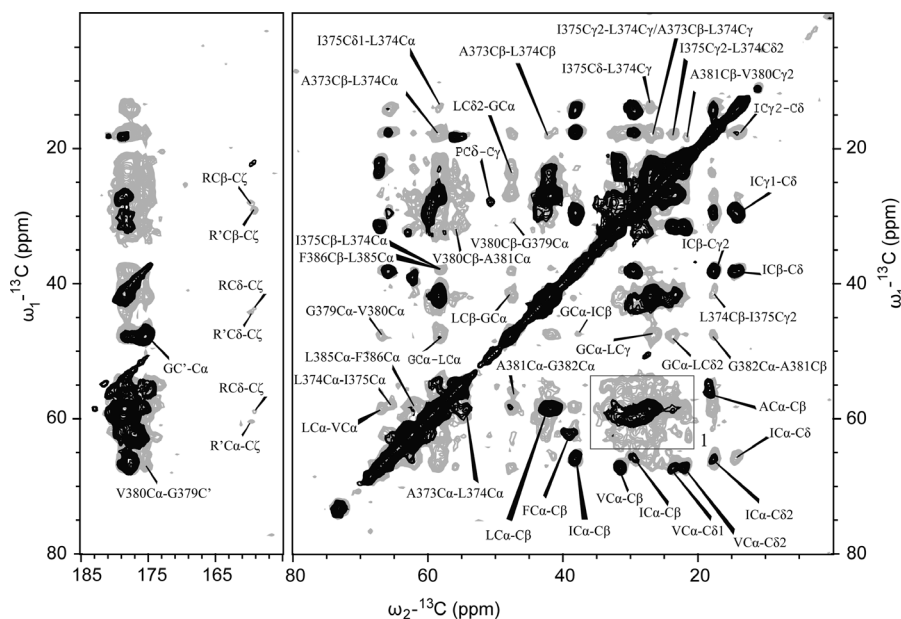 I375Cγ2-L374Cγ/A373Cβ-L374Cγ
I375Cδ1-L374Cα
A373Cβ-L374Cβ
I375Cγ2-L374Cδ2
I375Cδ-L374Cγ
A381Cβ-V380Cγ2
A373Cβ-L374Cα
LCδ2-GCα
ICγ2-Cδ
PCδ-Cγ
20
20
RCβ-Cζ
ICγ1-Cδ
R'Cβ-Cζ
V380Cβ-G379Cα
I375Cβ-L374Cα
ICβ-Cγ2
F386Cβ-L385Cα
V380Cβ-A381Cα
ω₁-¹³C (ppm)
40
RCδ-Cζ
ICβ-Cδ
40
LCβ-GCα
GCα-ICβ
L374Cβ-I375Cγ2
G379Cα-V380Cα
R'Cδ-Cζ
GCα-LCγ
GC'-Cα
L385Cα-F386Cα
GCα-LCα
A381Cα-G382Cα
GCα-LCδ2
G382Cα-A381Cβ
L374Cα-I375Cα
RCδ-Cζ
ACα-Cβ
60
LCα-VCα
1
60
R'Cα-Cζ
ICα-Cδ
V380Cα-G379C'
A373Cα-L374Cα
VCα-Cβ
FCα-Cβ
ICα-Cβ
ICα-Cδ2
LCα-Cβ
ICα-Cβ
VCα-Cδ1
VCα-Cδ2
80
80
185 175 165 155 80 60 40 20
ω₂-¹³C (ppm)